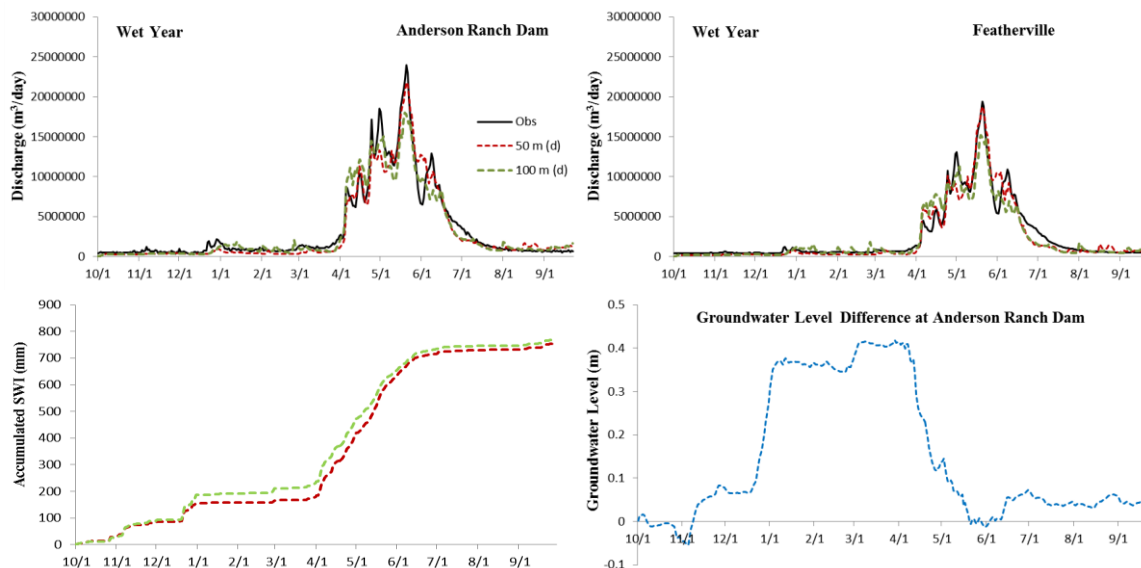 Wet Year
Anderson Ranch Dam
Discharge (m³/day)
30000000
25000000
20000000
15000000
10000000
5000000
0
Obs
50 m (d)
100 m (d)
10/1 11/1 12/1 1/1 2/1 3/1 4/1 5/1 6/1 7/1 8/1 9/1
Wet Year
Featherville
Discharge (m³/day)
30000000
25000000
20000000
15000000
10000000
5000000
0
10/1 11/1 12/1 1/1 2/1 3/1 4/1 5/1 6/1 7/1 8/1 9/1
Accumulated SWI (mm)
900
800
700
600
500
400
300
200
100
0
10/1 11/1 12/1 1/1 2/1 3/1 4/1 5/1 6/1 7/1 8/1 9/1
Groundwater Level Difference at Anderson Ranch Dam
Groundwater Level (m)
0.5
0.4
0.3
0.2
0.1
0
-0.1
10/1 11/1 12/1 1/1 2/1 3/1 4/1 5/1 6/1 7/1 8/1 9/1